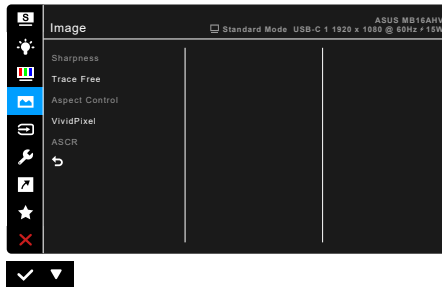 S
Image
ASUS MB16AHV
Standard Mode USB-C 1 1920 x 1080 @ 60Hz ⚡15W
Sharpness
Trace Free
Aspect Control
VividPixel
ASCR